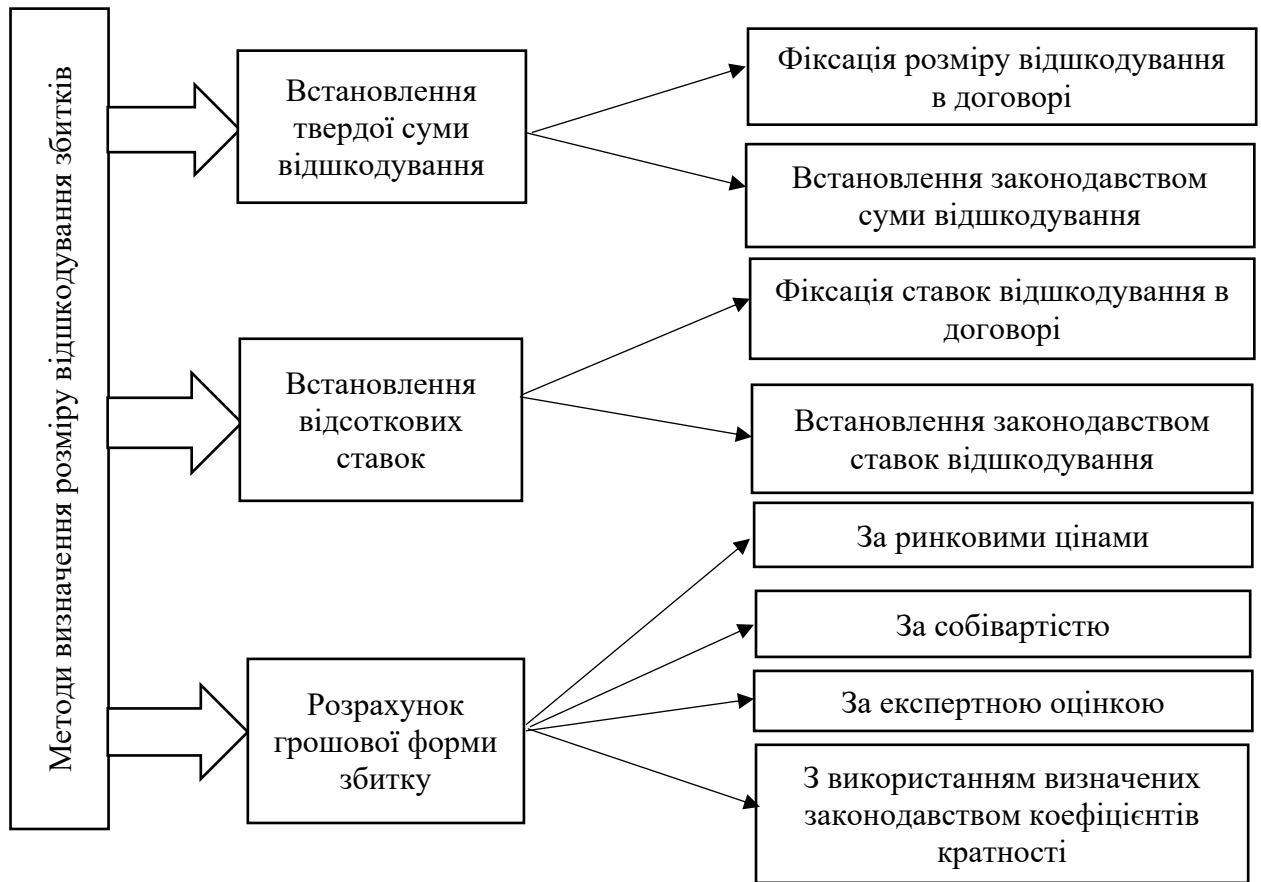 Методи визначення розміру відшкодування збитків
Встановлення
твердої суми
відшкодування
Фіксація розміру відшкодування
в договорі
Встановлення законодавством
суми відшкодування
Встановлення
відсоткових
ставок
Фіксація ставок відшкодування в
договорі
Встановлення законодавством
ставок відшкодування
Розрахунок
грошової форми
збитку
За ринковими цінами
За собівартістю
За експертною оцінкою
З використанням визначених
законодавством коефіцієнтів
кратності